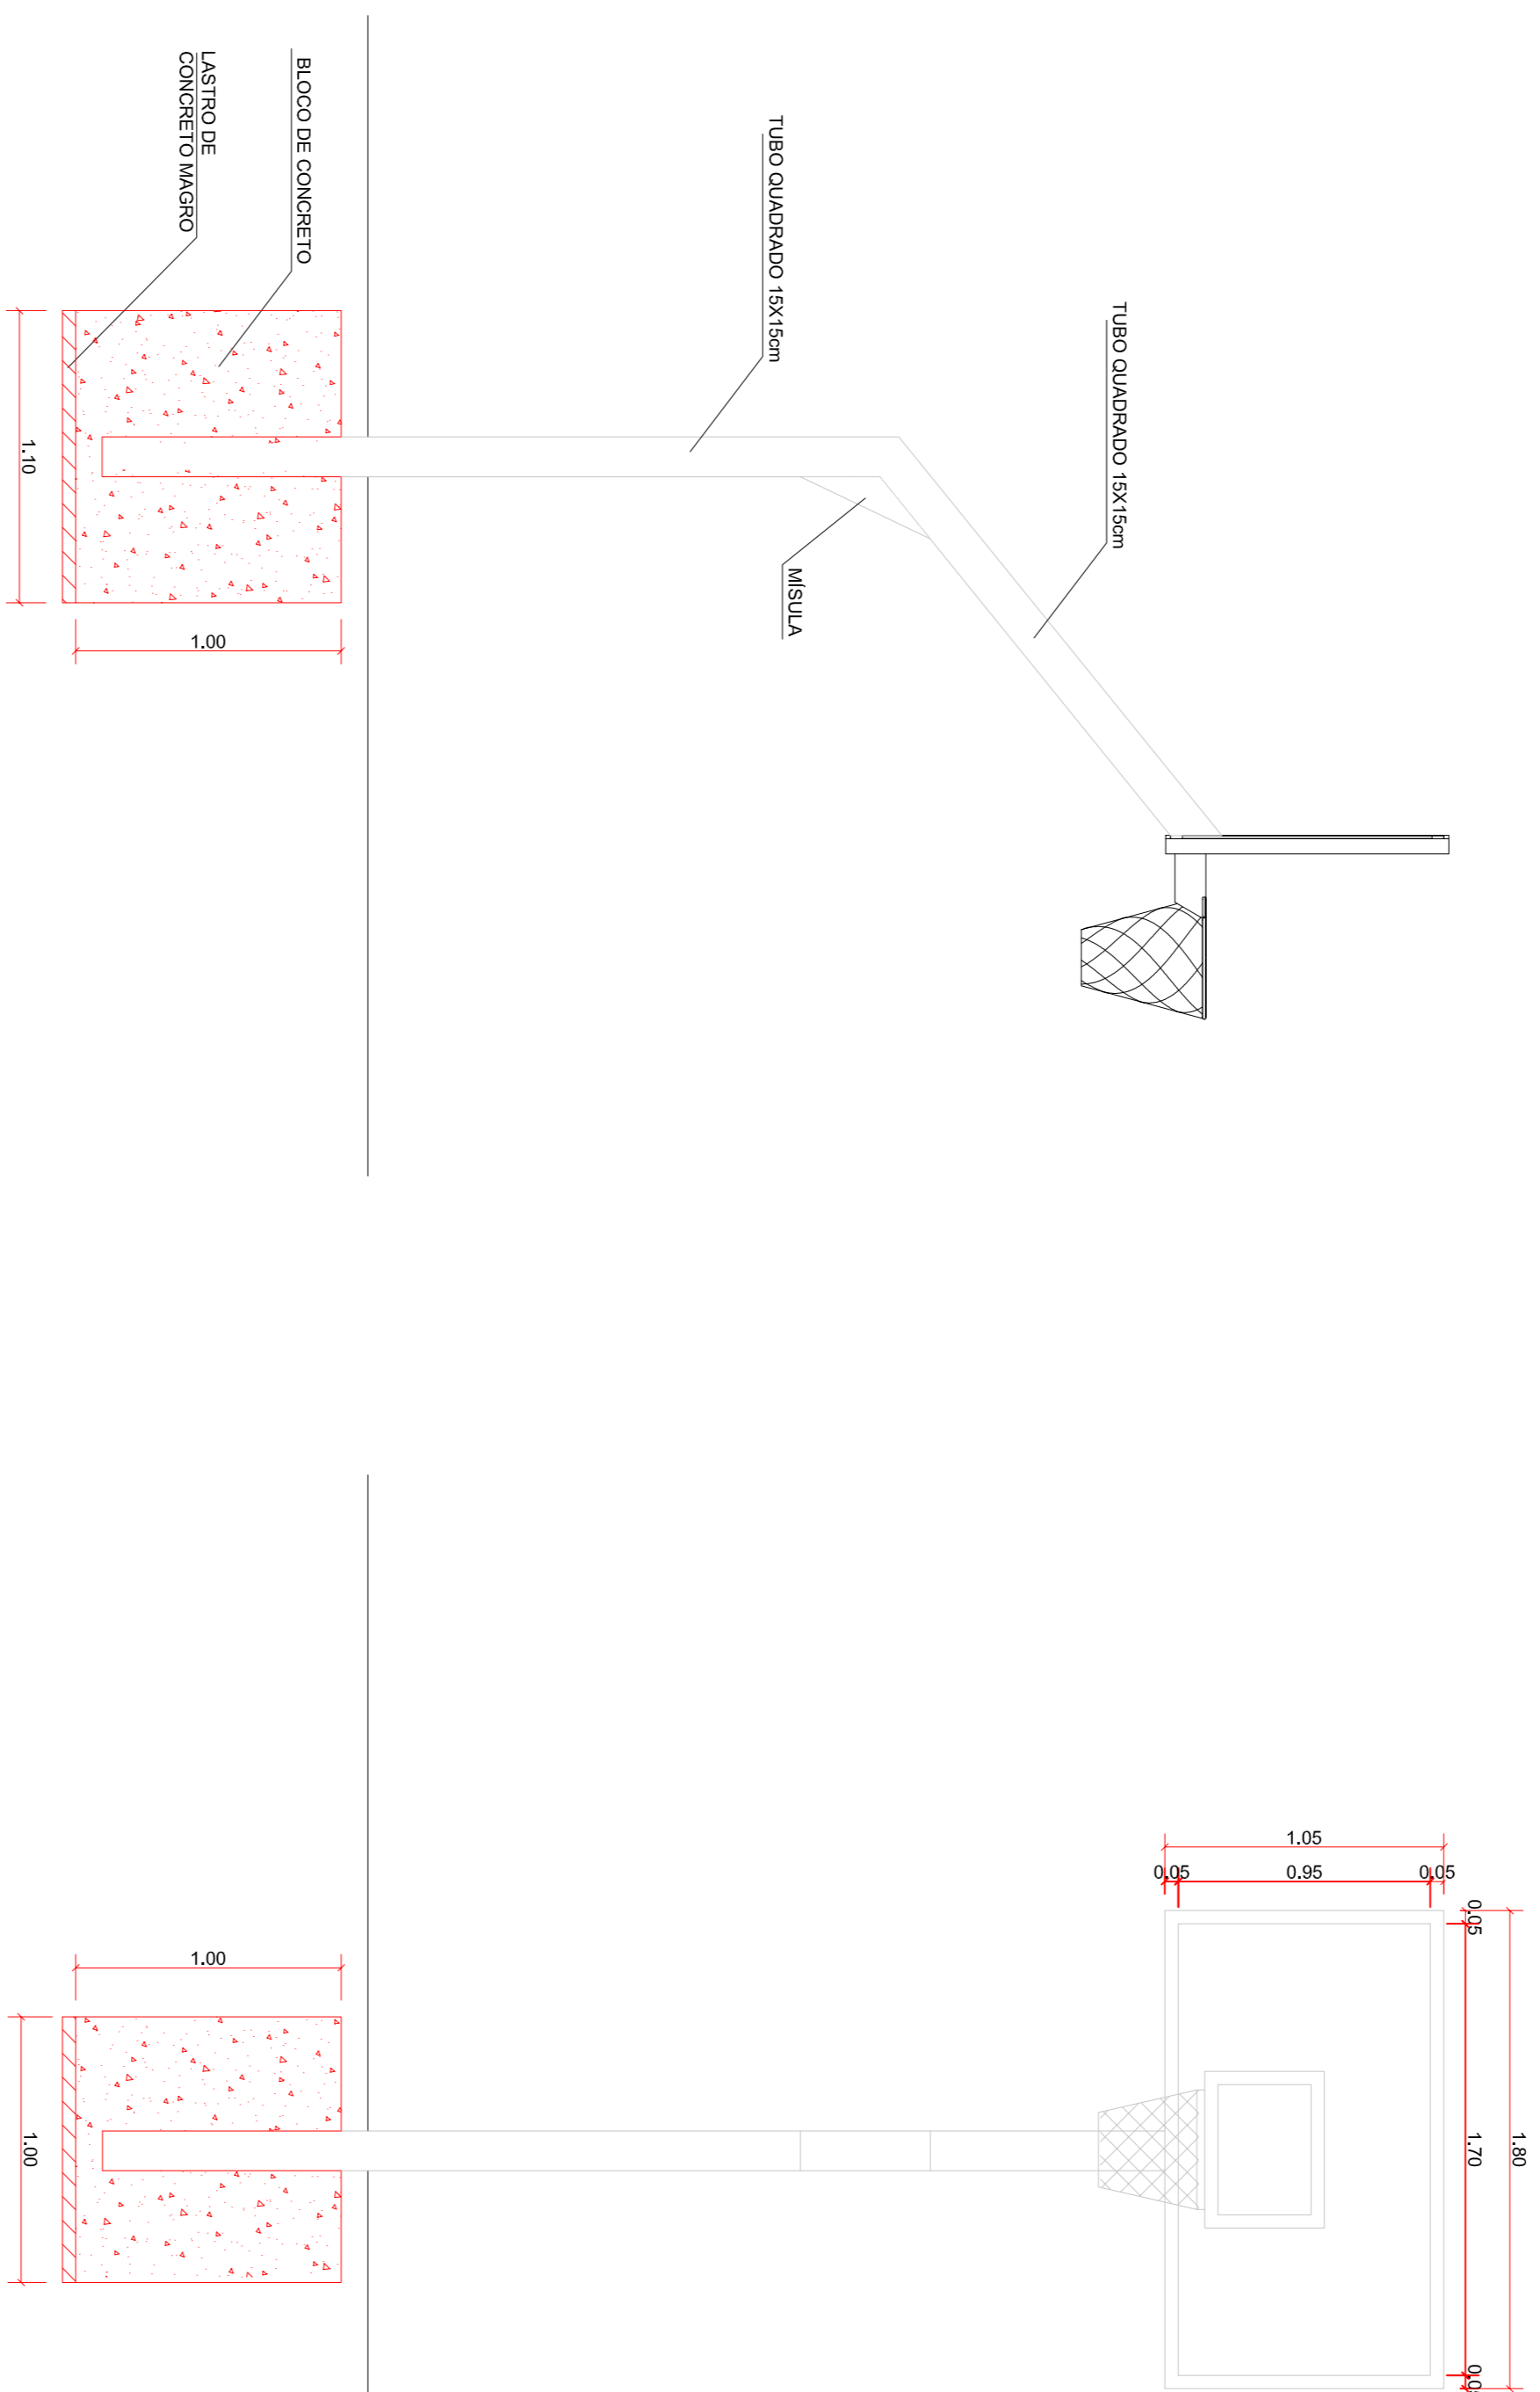 TUBO QUADRADO 15X15cm
TUBO QUADRADO 15X15cm
MÍSULA
BLOCO DE CONCRETO
LASTRO DE
CONCRETO MAGRO
1.00
1.10
1.80
0.05
1.70
1.05
0.05
0.95
0.05
1.00
1.00